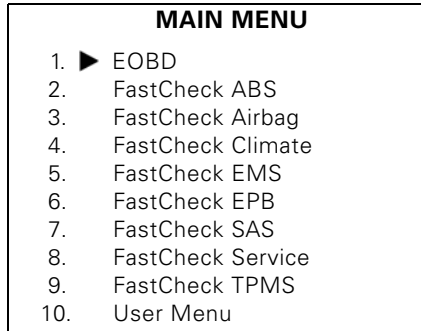 MAIN MENU
1. ▶ EOBD
2. FastCheck ABS
3. FastCheck Airbag
4. FastCheck Climate
5. FastCheck EMS
6. FastCheck EPB
7. FastCheck SAS
8. FastCheck Service
9. FastCheck TPMS
10. User Menu